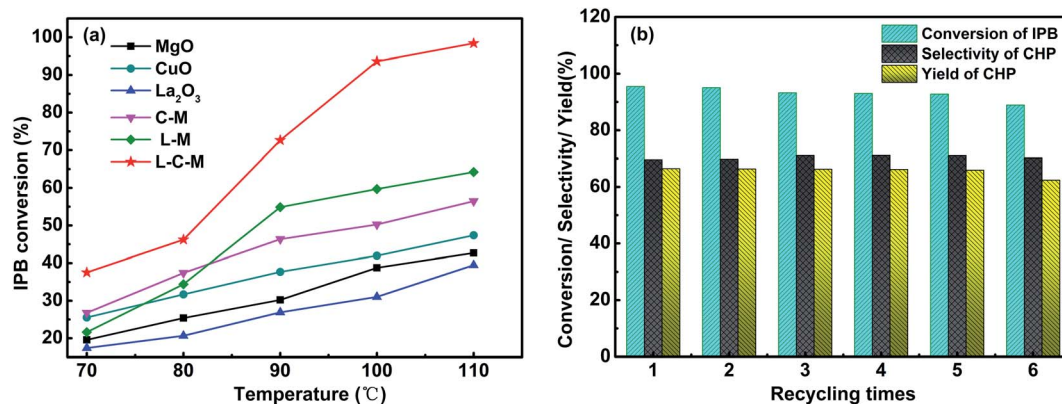 (a)
MgO
CuO
La₂O₃
C-M
L-M
L-C-M
IPB conversion (%)
100
90
80
70
60
50
40
30
20
70 80 90 100 110
Temperature (℃)
(b)
Conversion of IPB
Selectivity of CHP
Yield of CHP
Conversion/ Selectivity/ Yield(%)
120
100
80
60
40
20
0
1 2 3 4 5 6
Recycling times